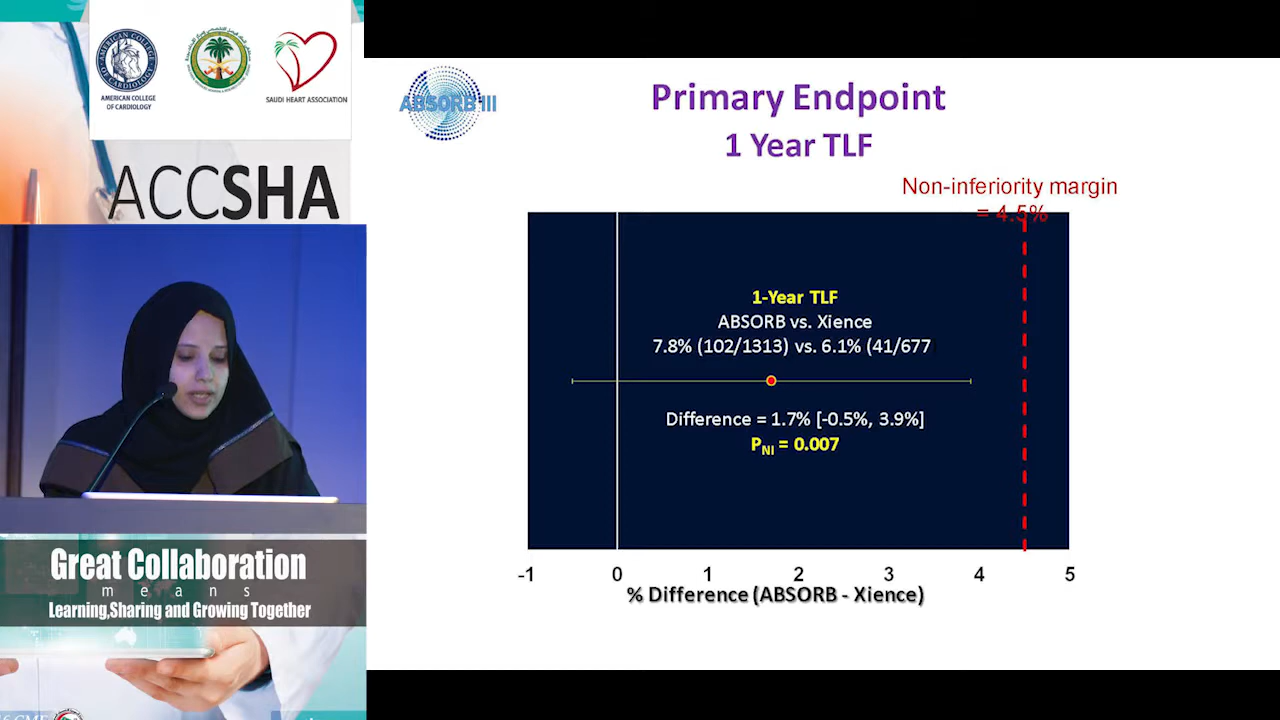 AMERICAN COLLEGE
OF CARDIOLOGY
SAUDI HEART ASSOCIATION
ACCSHA
Great Collaboration
means
Learning,Sharing and Growing Together
ABSORB III
Primary Endpoint
1 Year TLF
Non-inferiority margin
= 4.5%
1-Year TLF
ABSORB vs. Xience
7.8% (102/1313) vs. 6.1% (41/677
Difference = 1.7% [-0.5%, 3.9%]
PNI = 0.007
-1 0 1 2 3 4 5
% Difference (ABSORB - Xience)